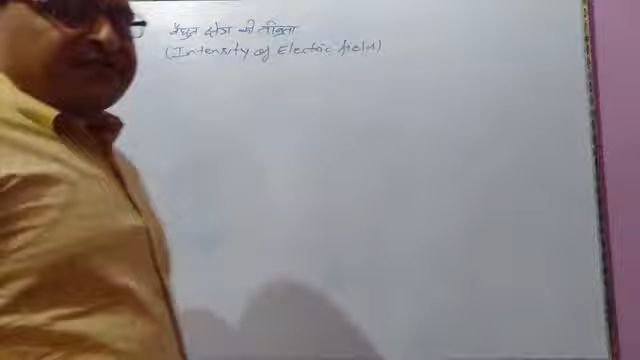 वैद्युत क्षेत्र की तीव्रता
(Intensity of Electric field)